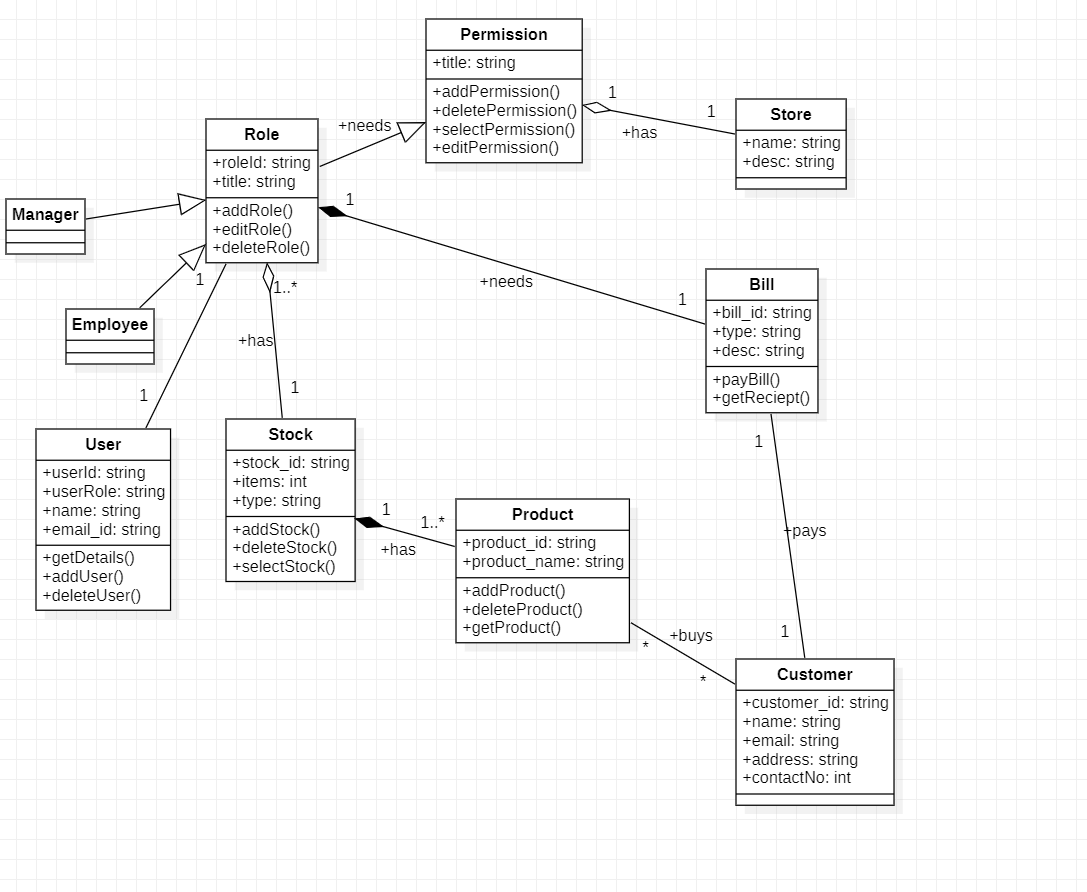 Permission
+title: string
+addPermission()
+deletePermission()
+selectPermission()
+editPermission()
1
1
+has
Store
+name: string
+desc: string
+needs
Role
+roleId: string
+title: string
+addRole()
+editRole()
+deleteRole()
Manager
Employee
1
1
1
+needs
1
1..*
+has
1
Bill
+bill_id: string
+type: string
+desc: string
+payBill()
+getReciept()
User
+userId: string
+userRole: string
+name: string
+email_id: string
+getDetails()
+addUser()
+deleteUser()
Stock
+stock_id: string
+items: int
+type: string
+addStock()
+deleteStock()
+selectStock()
1
1..*
+has
Product
+product_id: string
+product_name: string
+addProduct()
+deleteProduct()
+getProduct()
1
+pays
1
+buys
*
*
Customer
+customer_id: string
+name: string
+email: string
+address: string
+contactNo: int